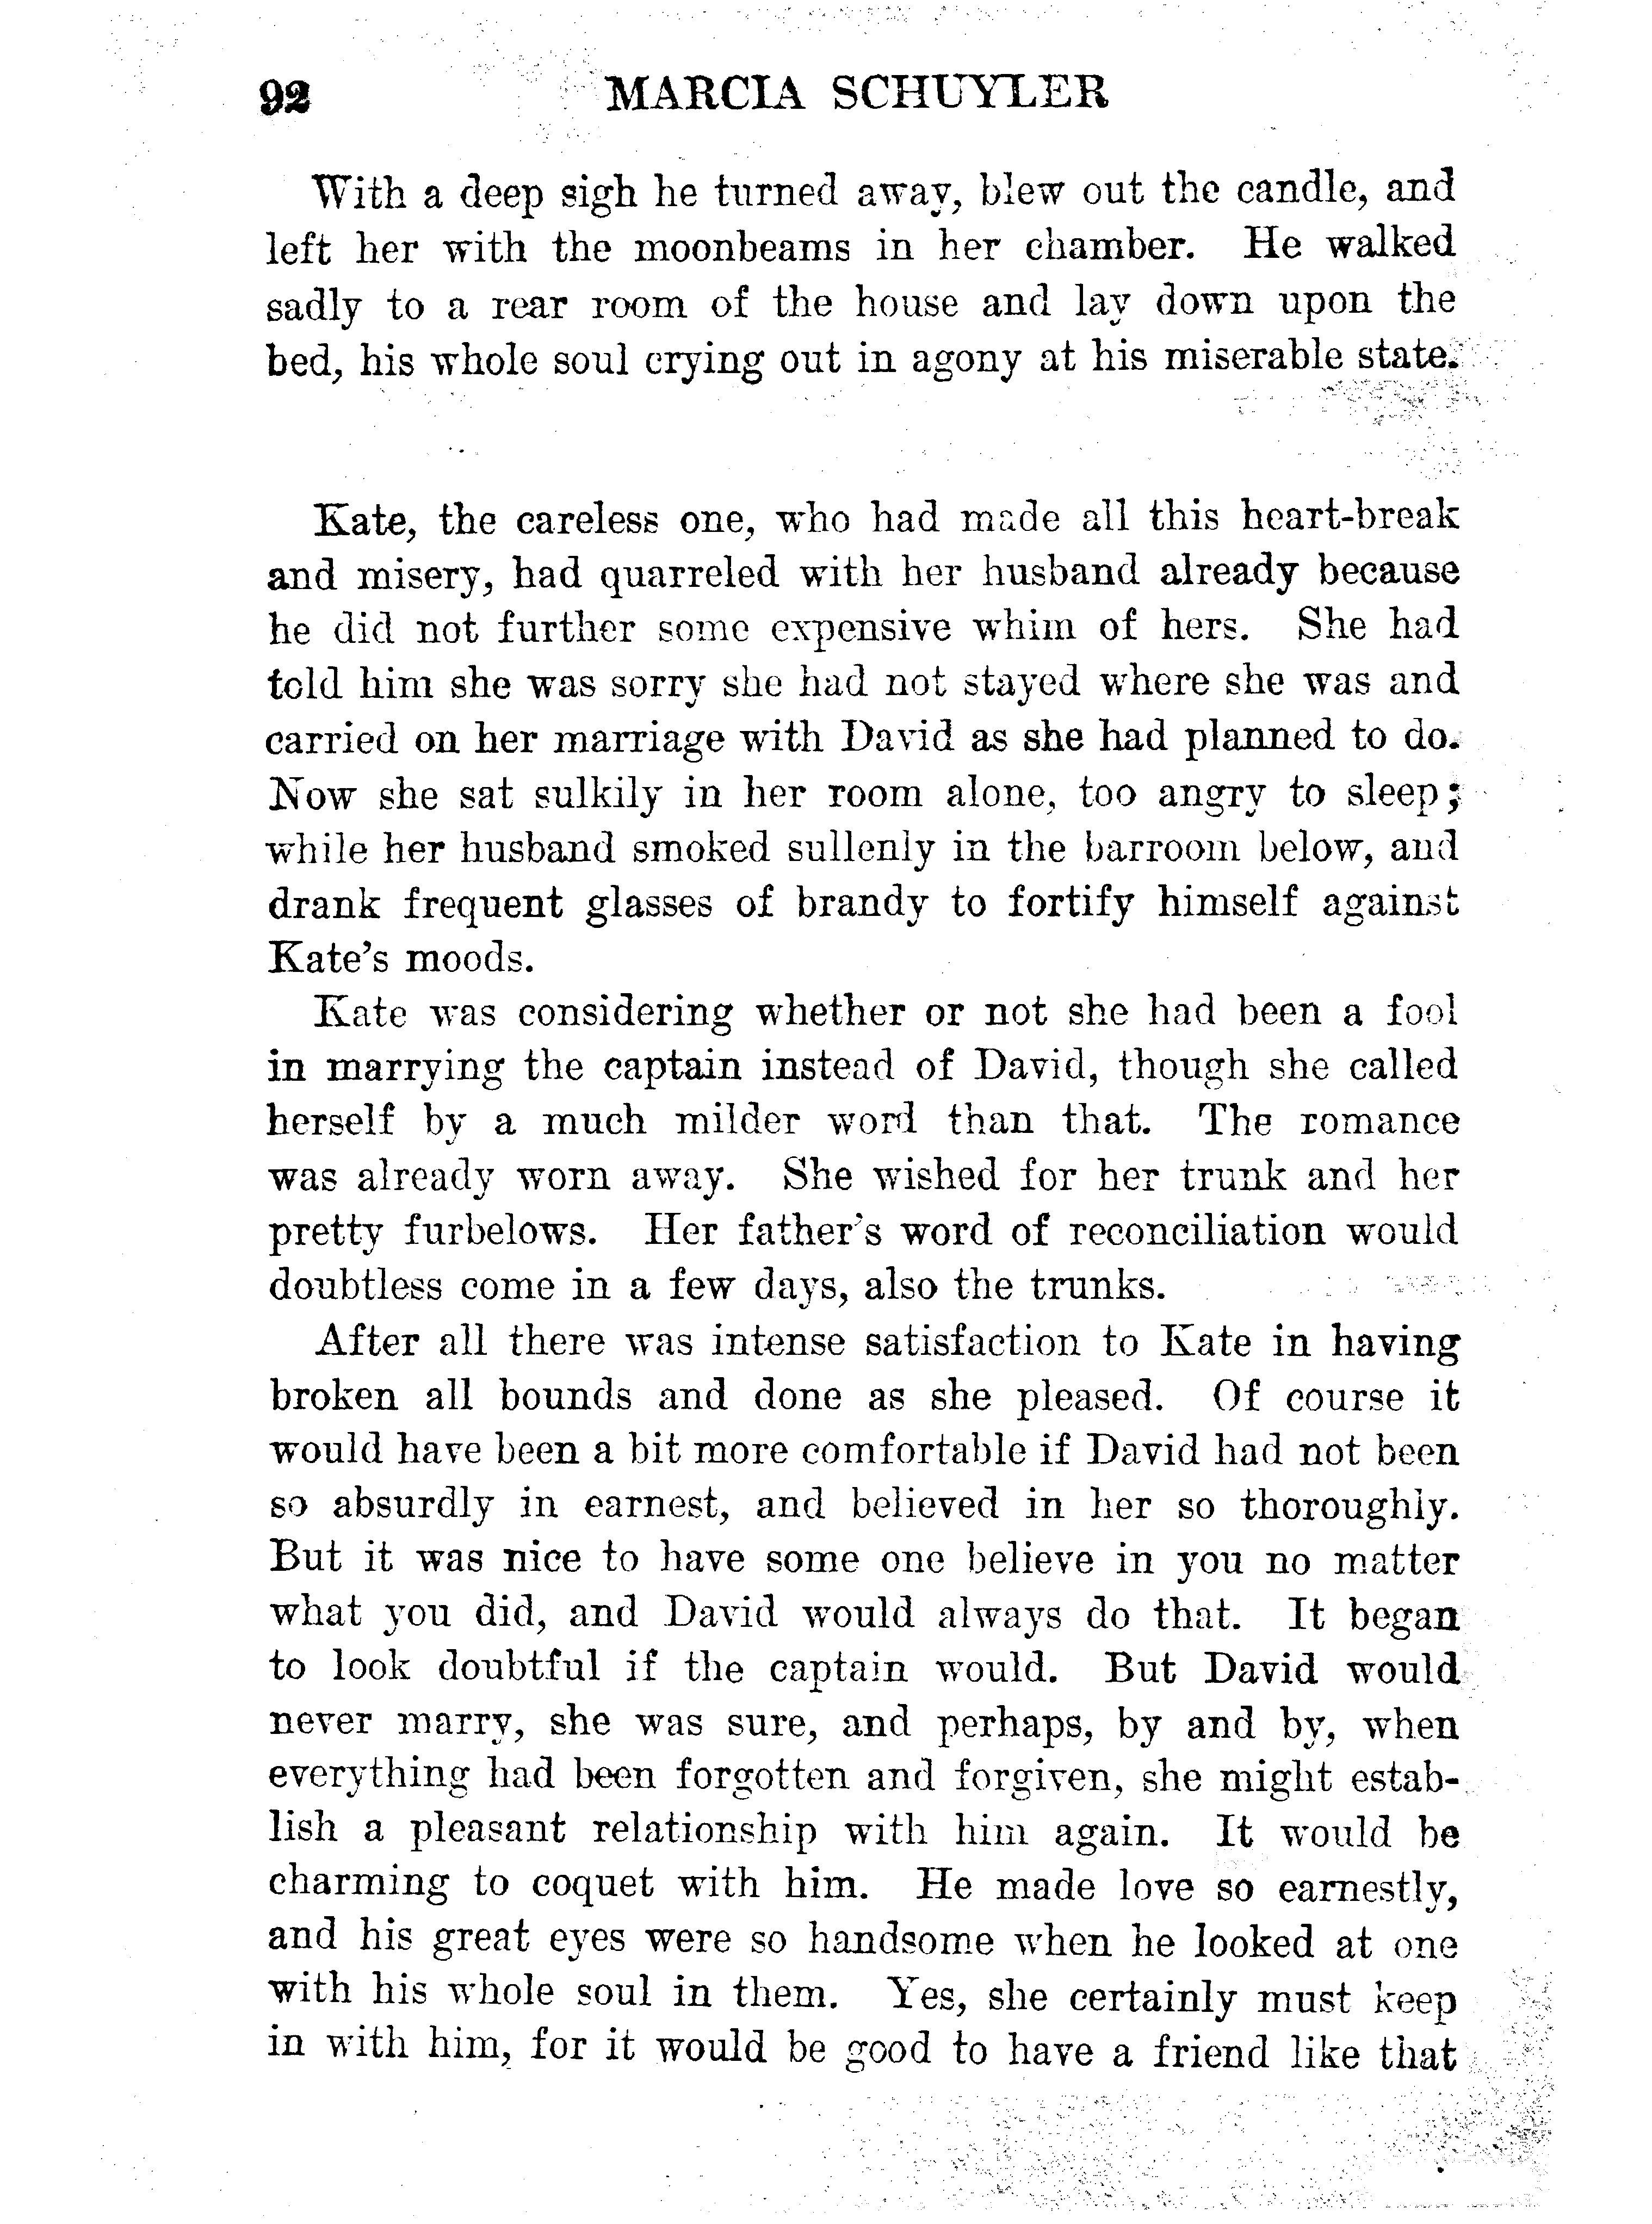 92 MARCIA SCHUYLER
With a deep sigh he turned away, blew out the candle, and
left her with the moonbeams in her chamber. He walked
sadly to a rear room of the house and lay down upon the
bed, his whole soul crying out in agony at his miserable state.
Kate, the careless one, who had made all this heart-break
and misery, had quarreled with her husband already because
he did not further some expensive whim of hers. She had
told him she was sorry she had not stayed where she was and
carried on her marriage with David as she had planned to do.
Now she sat sulkily in her room alone, too angry to sleep;
while her husband smoked sullenly in the barroom below, and
drank frequent glasses of brandy to fortify himself against
Kate's moods.
Kate was considering whether or not she had been a fool
in marrying the captain instead of David, though she called
herself by a much milder word than that. The romance
was already worn away. She wished for her trunk and her
pretty furbelows. Her father's word of reconciliation would
doubtless come in a few days, also the trunks.
After all there was intense satisfaction to Kate in having
broken all bounds and done as she pleased. Of course it
would have been a bit more comfortable if David had not been
so absurdly in earnest, and believed in her so thoroughly.
But it was nice to have some one believe in you no matter
what you did, and David would always do that. It began
to look doubtful if the captain would. But David would
never marry, she was sure, and perhaps, by and by, when
everything had been forgotten and forgiven, she might estab-
lish a pleasant relationship with him again. It would be
charming to coquet with him. He made love so earnestly,
and his great eyes were so handsome when he looked at one
with his whole soul in them. Yes, she certainly must keep
in with him, for it would be good to have a friend like that